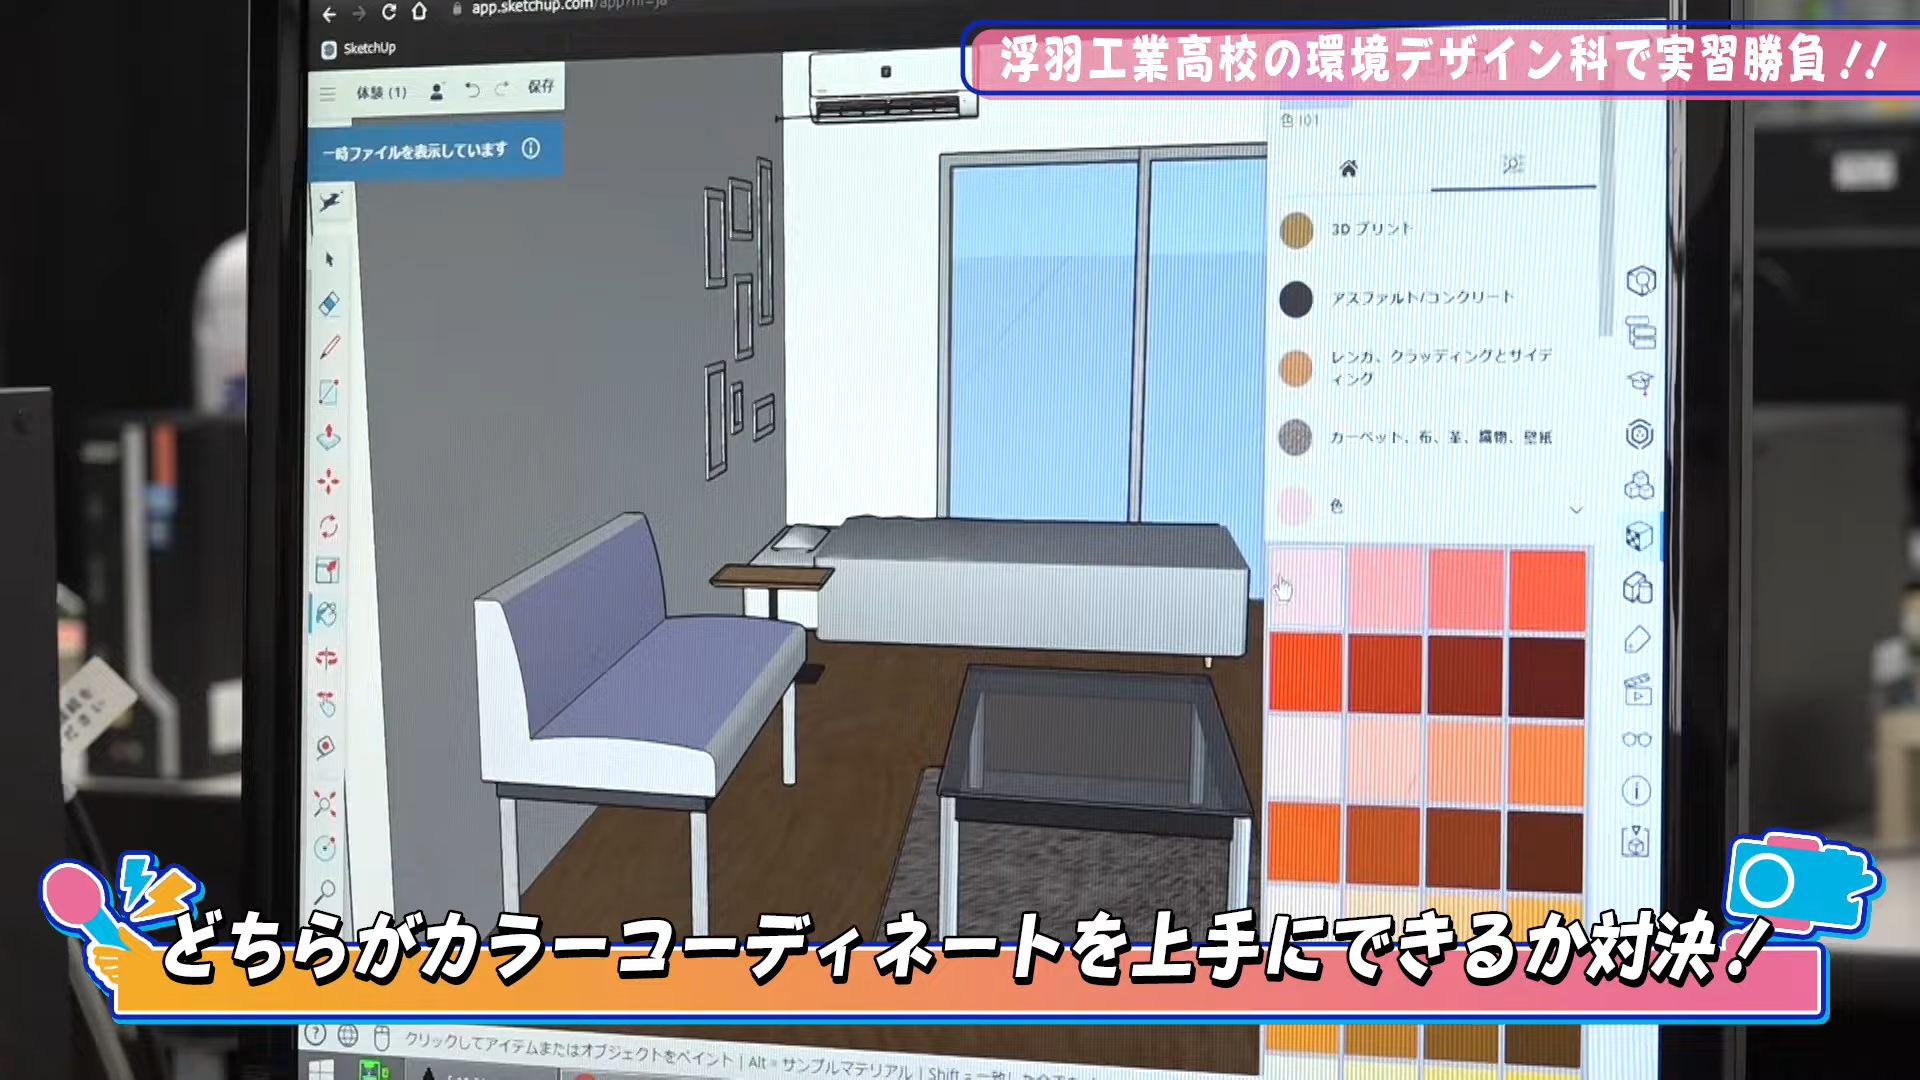 app.sketchup.com/app?hl=ja
SketchUp
浮羽工業高校の環境デザイン科で実習勝負!!
体験 (1)
保存
一時ファイルを表示しています
色 I01
3D プリント
アスファルト/コンクリート
レンガ、クラッディングとサイデ
ィング
カーペット、布、革、織物、壁紙
色
どちらがカラーコーディネートを上手にできるか対決!
クリックしてアイテムまたはオブジェクトをペイント | Alt = サンプルマテリアル | Shift =